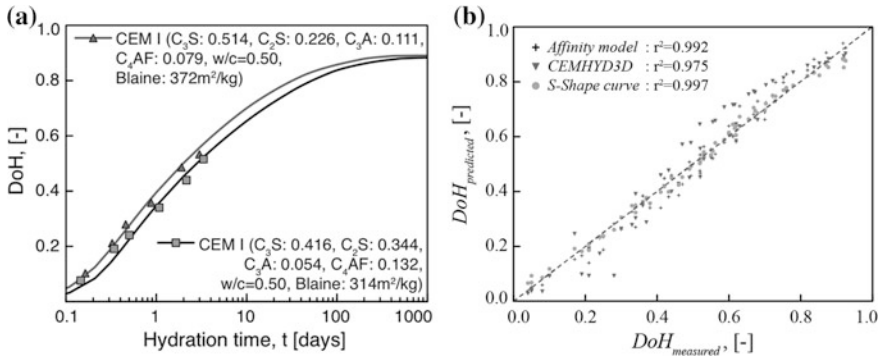 (a)
1.0
0.8
0.6
0.4
0.2
DoH, [-]
CEM I (C₃S: 0.514, C₂S: 0.226, C₃A: 0.111,
C₄AF: 0.079, w/c=0.50,
Blaine: 372m²/kg)
CEM I (C₃S: 0.416, C₂S: 0.344,
C₃A: 0.054, C₄AF: 0.132,
w/c=0.50, Blaine: 314m²/kg)
0.1 1 10 100 1000
Hydration time, t [days]
(b)
1.0
0.8
0.6
0.4
0.2
0.0
DoH predicted, [-]
Affinity model : r²=0.992
CEMHYD3D : r²=0.975
S-Shape curve : r²=0.997
0.0 0.2 0.4 0.6 0.8 1.0
DoH measured, [-]